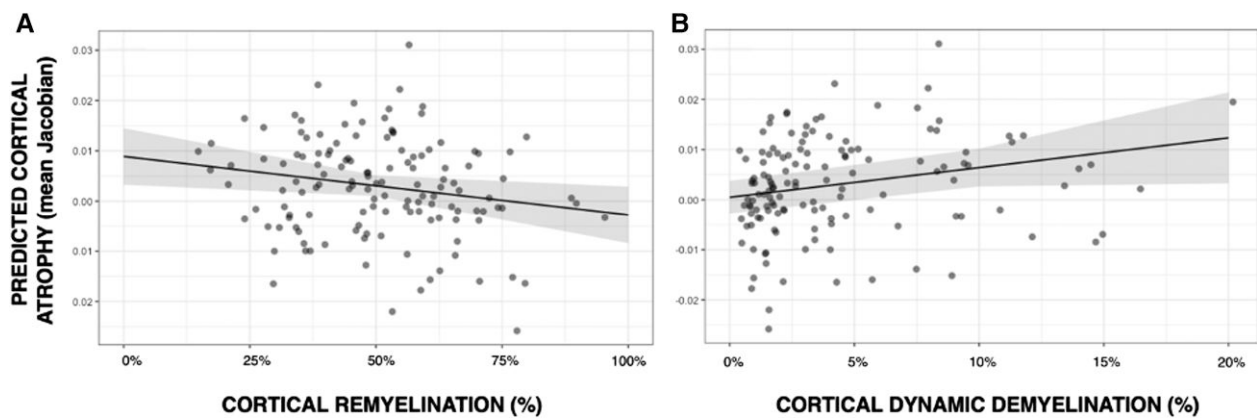 A
B
PREDICTED CORTICAL
ATROPHY (mean Jacobian)
0.03
0.02
0.01
0.00
0.01
0.02
0% 25% 50% 75% 100%
CORTICAL REMYELINATION (%)
0.03
0.02
0.01
0.00
-0.01
-0.02
0% 5% 10% 15% 20%
CORTICAL DYNAMIC DEMYELINATION (%)